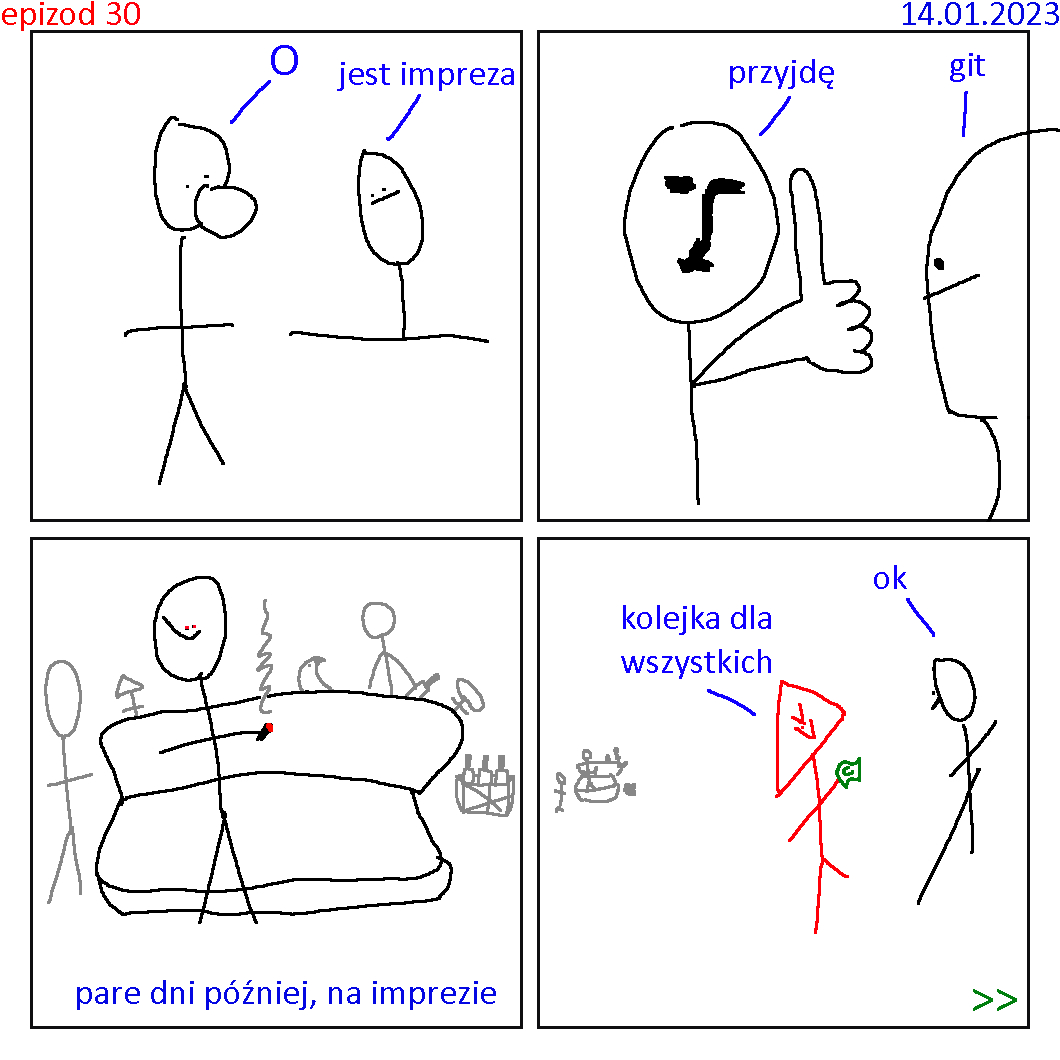 epizod 30
14.01.2023
O
jest impreza
przyjdę
git
pare dni później, na imprezie
kolejka dla
wszystkich
ok
>>